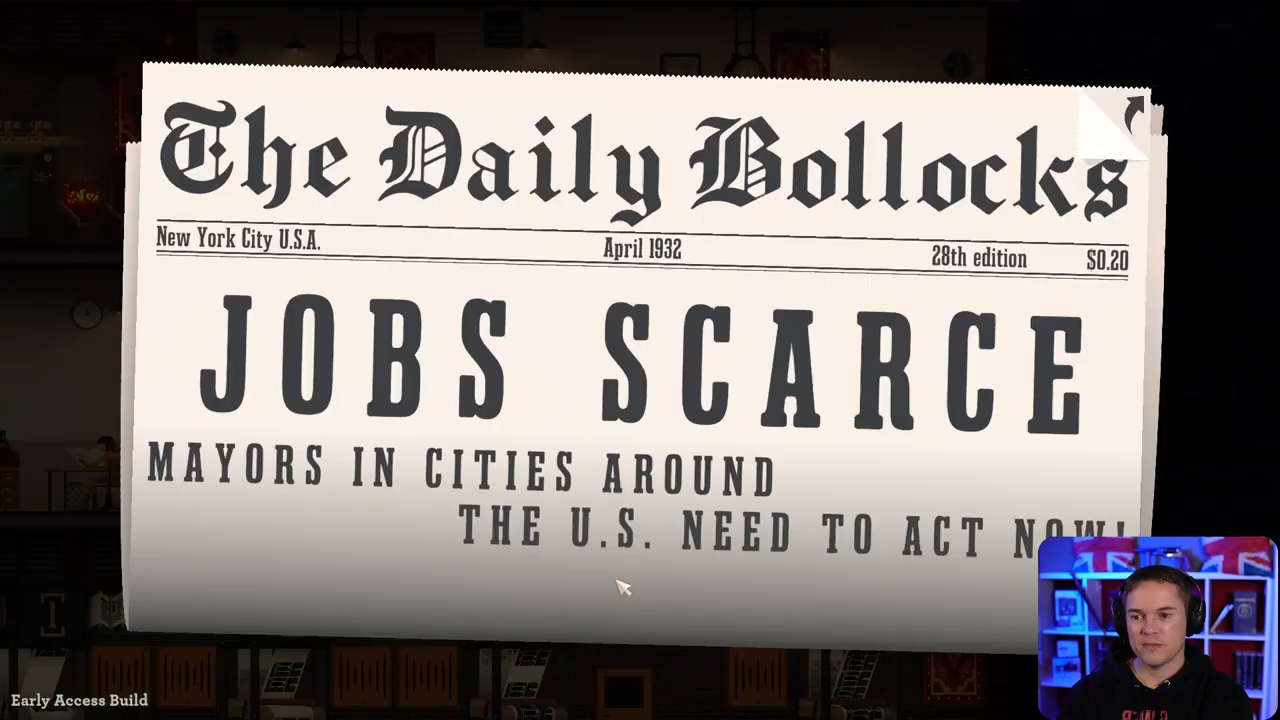 The Daily Bollocks
New York City U.S.A. April 1932 28th edition $0.20
JOBS SCARCE
MAYORS IN CITIES AROUND
THE U.S. NEED TO ACT NOW!
Early Access Build